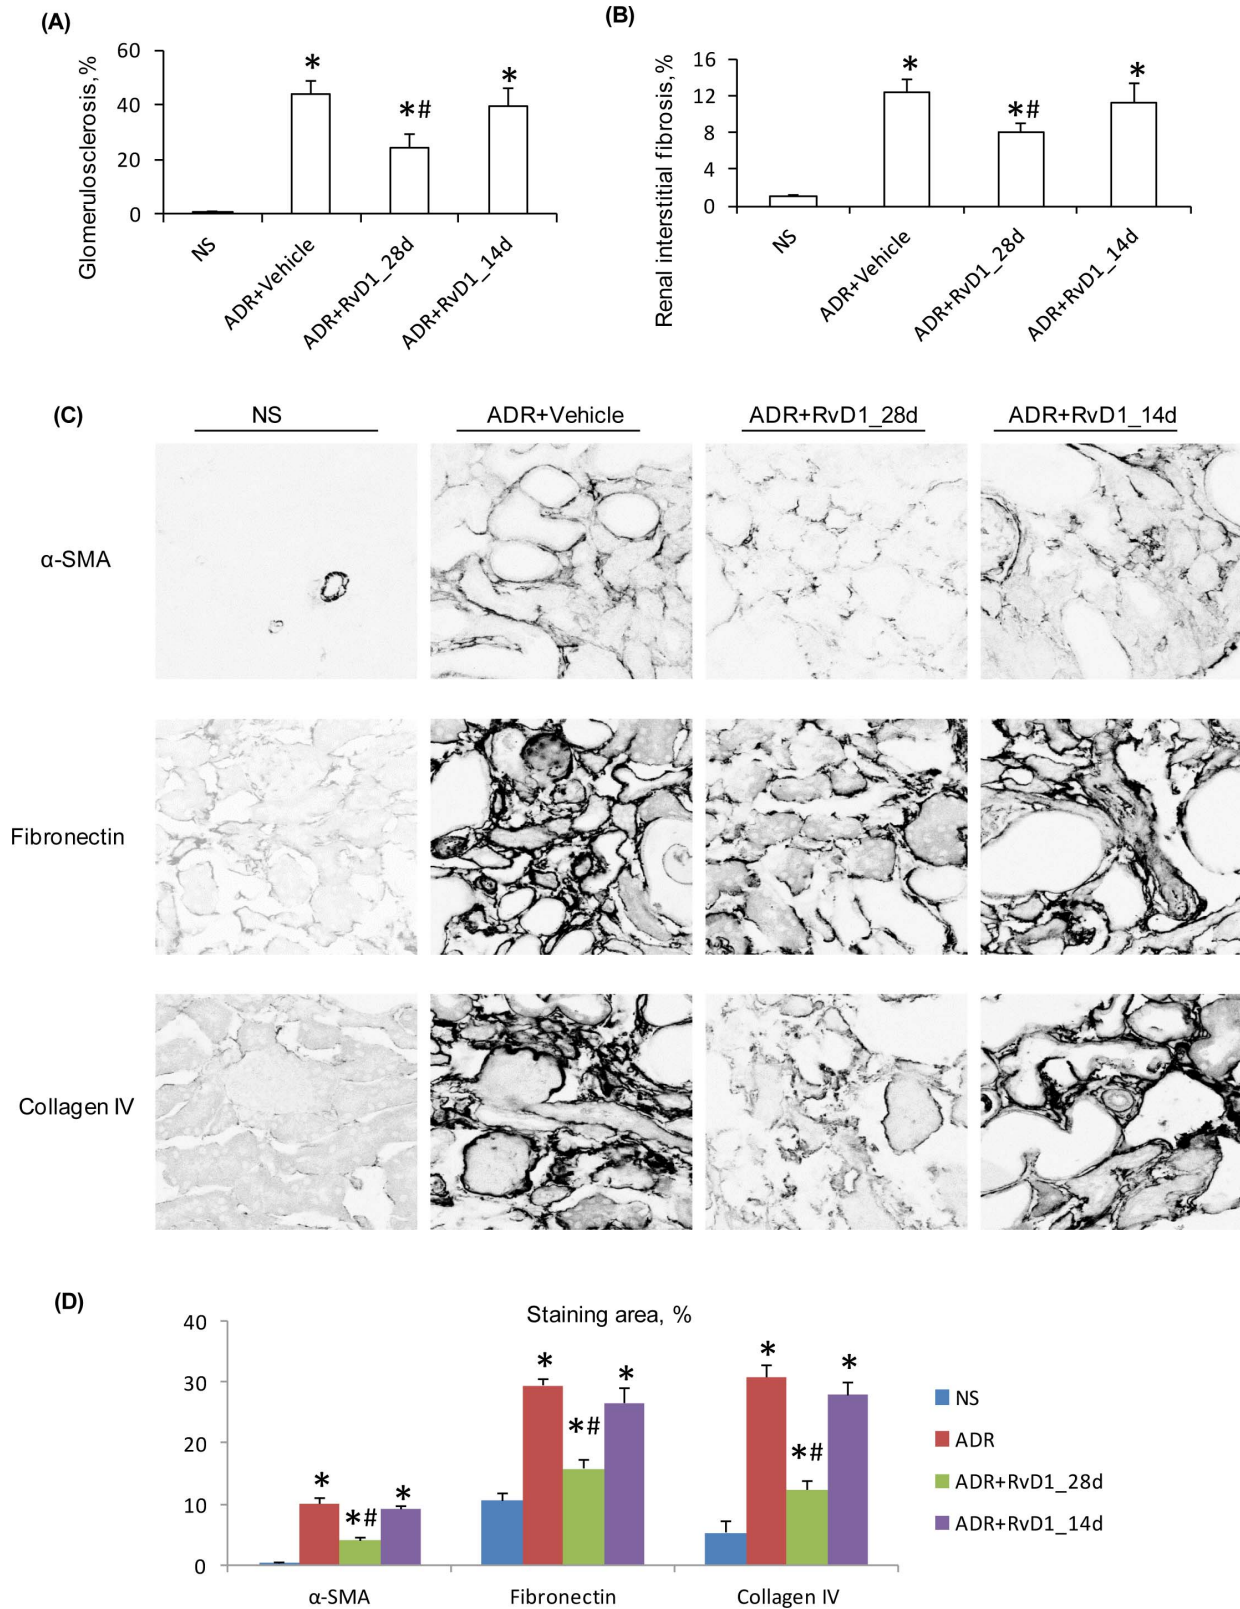 (A)
Glomerulosclerosis, %
60
40
20
0
*
*#
*
NS
ADR+Vehicle
ADR+RvD1_28d
ADR+RvD1_14d
(B)
Renal interstitial fibrosis, %
16
12
8
4
0
*
*#
*
NS
ADR+Vehicle
ADR+RvD1_28d
ADR+RvD1_14d
(C)
NS
ADR+Vehicle
ADR+RvD1_28d
ADR+RvD1_14d
α-SMA
Fibronectin
Collagen IV
(D)
Staining area, %
40
30
20
10
0
*
*#
*
*
*#
*
*
*#
*
α-SMA
Fibronectin
Collagen IV
NS
ADR
ADR+RvD1_28d
ADR+RvD1_14d